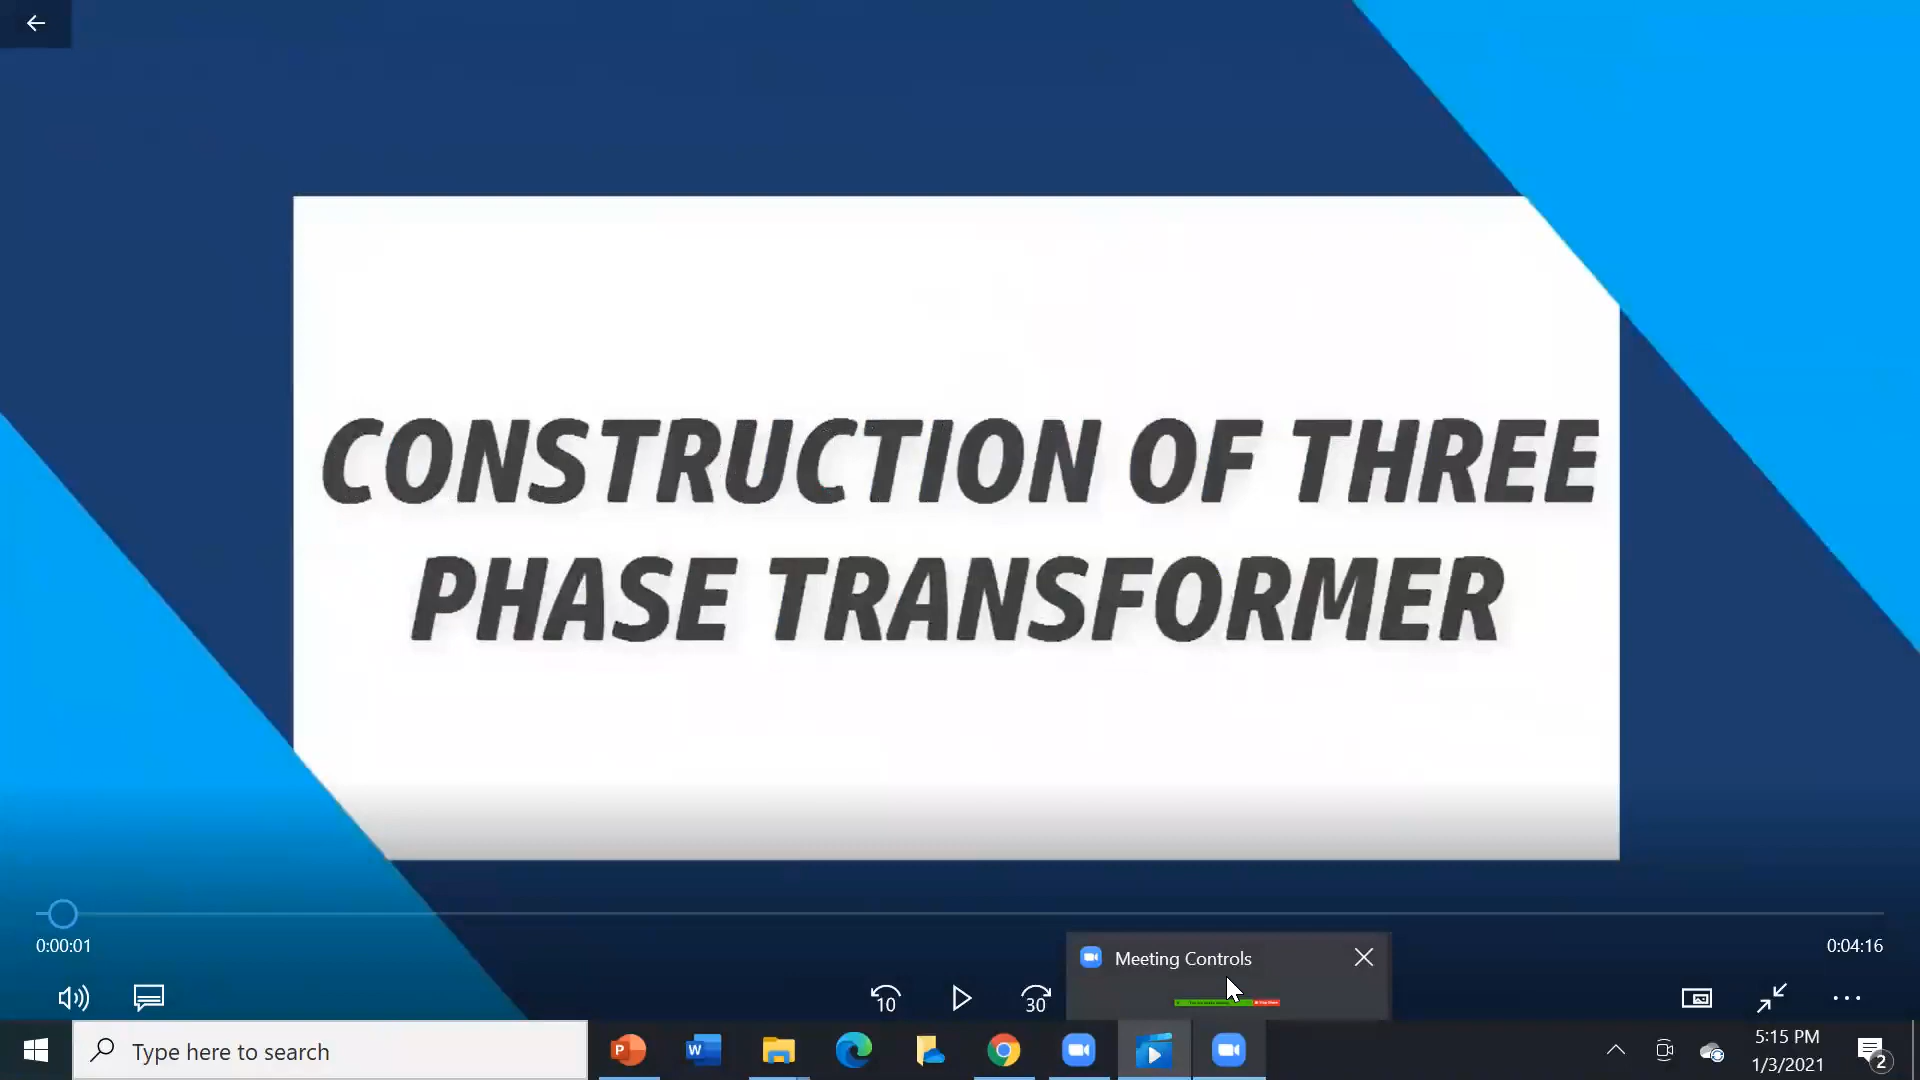 CONSTRUCTION OF THREE
PHASE TRANSFORMER
0:00:01
0:04:16
Meeting Controls
10
30
Type here to search
5:15 PM
1/3/2021
2